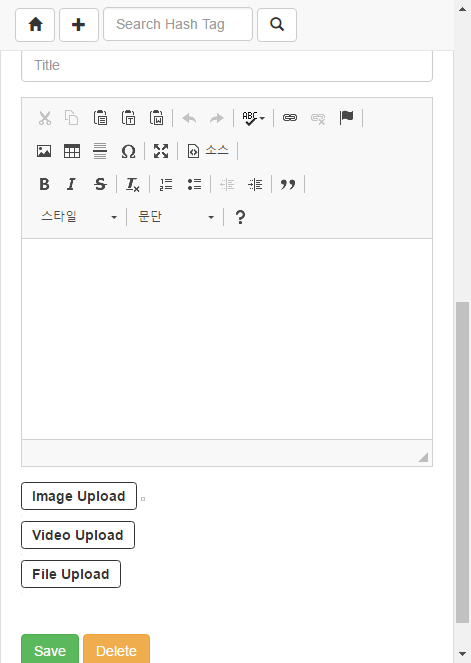 Search Hash Tag
Title
ABC
소스
B I S Tx
스타일 문단 ?
Image Upload
Video Upload
File Upload
Save Delete